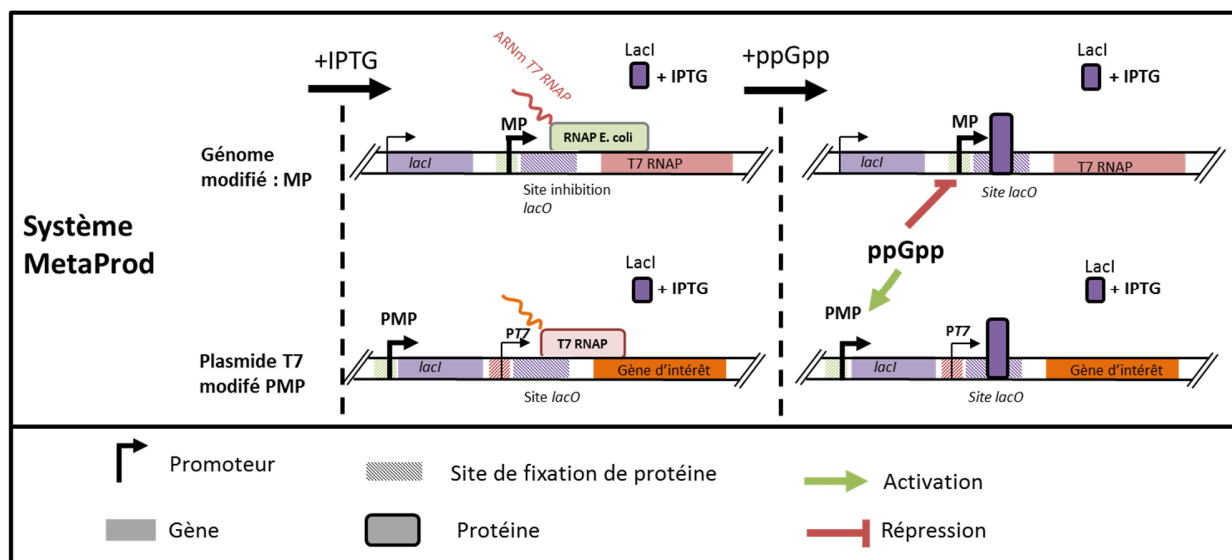 Système
MetaProd
+IPTG
+ppGpp
Génome
modifié : MP
ARNm T7 RNAP
LacI
+ IPTG
MP
RNAP E. coli
lacI
T7 RNAP
Site inhibition
lacO
LacI
+ IPTG
MP
lacI
T7 RNAP
Site lacO
ppGpp
Plasmide T7
modifé PMP
LacI
+ IPTG
PMP
PT7
T7 RNAP
lacI
Gène d'intérêt
Site lacO
LacI
+ IPTG
PMP
PT7
lacI
Gène d'intérêt
Site lacO
Promoteur
Site de fixation de protéine
Activation
Gène
Protéine
Répression